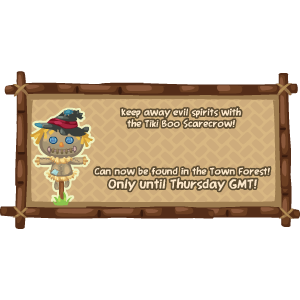 Keep away evil spirits with
the Tiki Boo Scarecrow!
Can now be found in the Town Forest!
Only until Thursday GMT!